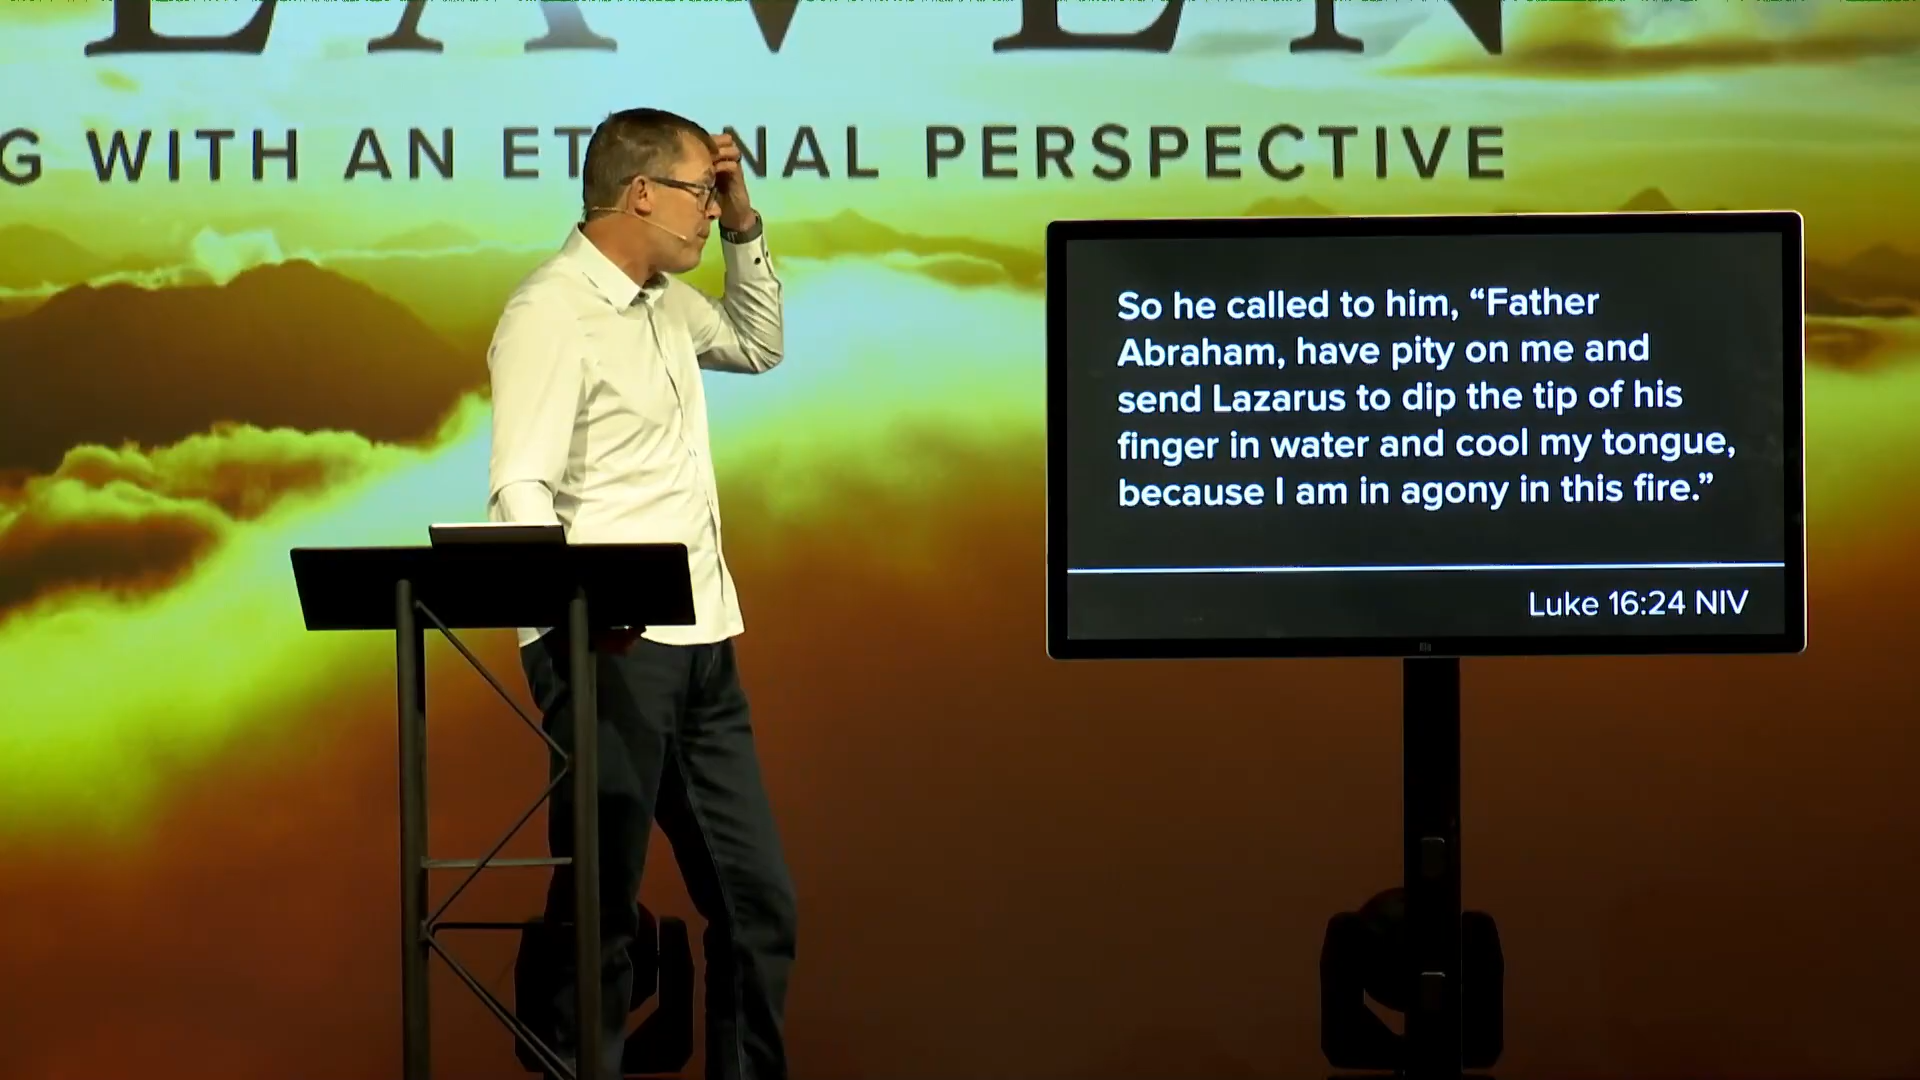 G WITH AN ET NAL PERSPECTIVE
So he called to him, “Father
Abraham, have pity on me and
send Lazarus to dip the tip of his
finger in water and cool my tongue,
because I am in agony in this fire.”
Luke 16:24 NIV